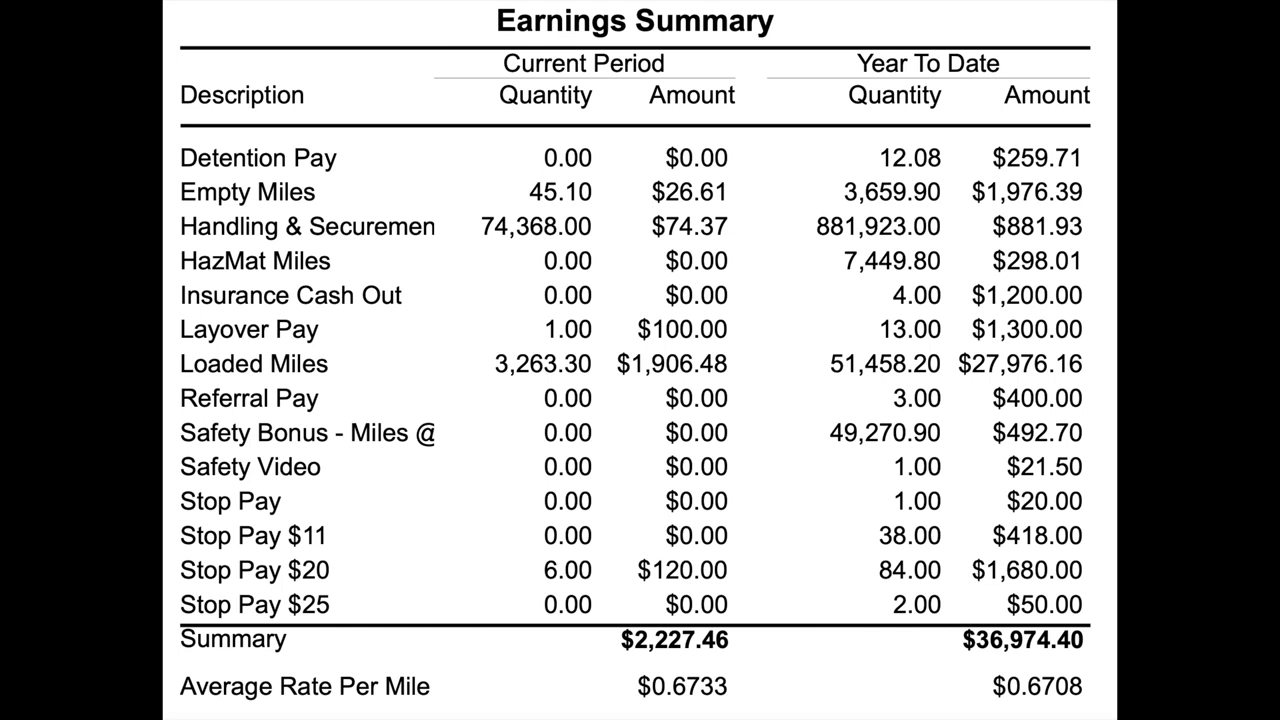 Earnings Summary
Current Period Year To Date
Description Quantity Amount Quantity Amount
Detention Pay 0.00 $0.00 12.08 $259.71
Empty Miles 45.10 $26.61 3,659.90 $1,976.39
Handling & Securemen 74,368.00 $74.37 881,923.00 $881.93
HazMat Miles 0.00 $0.00 7,449.80 $298.01
Insurance Cash Out 0.00 $0.00 4.00 $1,200.00
Layover Pay 1.00 $100.00 13.00 $1,300.00
Loaded Miles 3,263.30 $1,906.48 51,458.20 $27,976.16
Referral Pay 0.00 $0.00 3.00 $400.00
Safety Bonus - Miles @ 0.00 $0.00 49,270.90 $492.70
Safety Video 0.00 $0.00 1.00 $21.50
Stop Pay 0.00 $0.00 1.00 $20.00
Stop Pay $11 0.00 $0.00 38.00 $418.00
Stop Pay $20 6.00 $120.00 84.00 $1,680.00
Stop Pay $25 0.00 $0.00 2.00 $50.00
Summary $2,227.46 $36,974.40
Average Rate Per Mile $0.6733 $0.6708